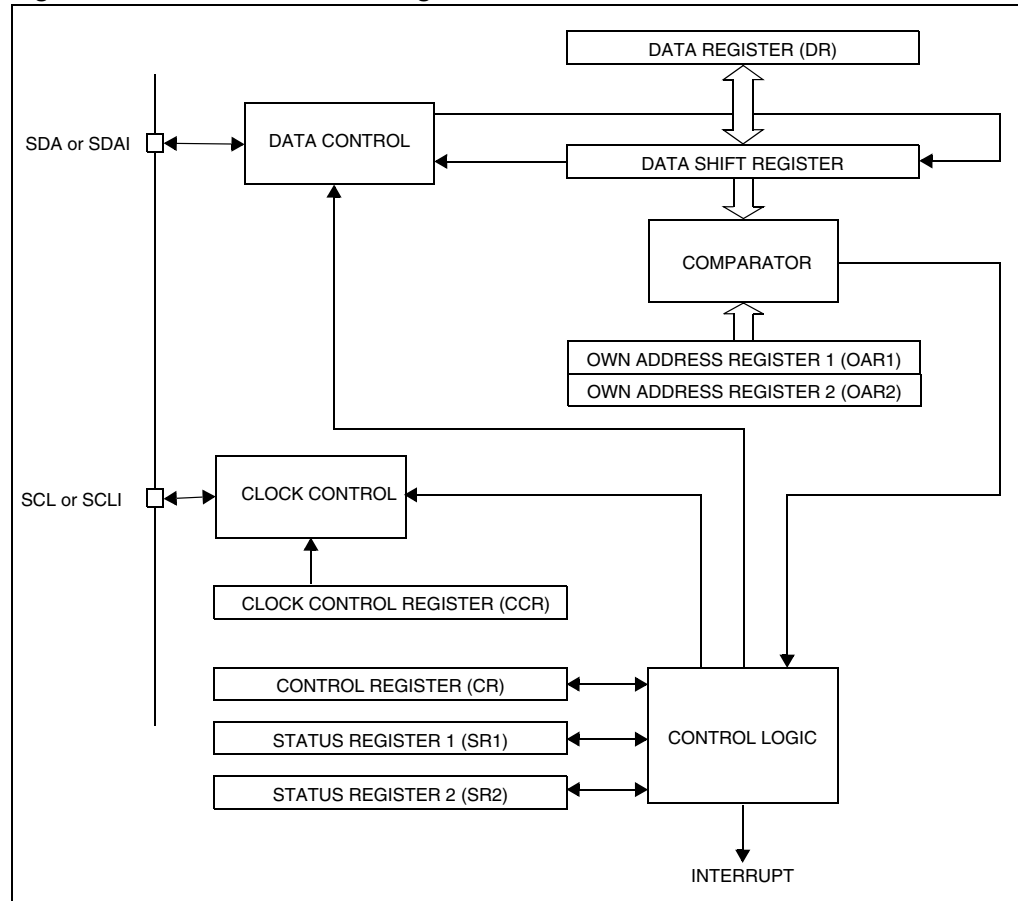 DATA REGISTER (DR)
SDA or SDAI
DATA CONTROL
DATA SHIFT REGISTER
COMPARATOR
OWN ADDRESS REGISTER 1 (OAR1)
OWN ADDRESS REGISTER 2 (OAR2)
SCL or SCLI
CLOCK CONTROL
CLOCK CONTROL REGISTER (CCR)
CONTROL REGISTER (CR)
STATUS REGISTER 1 (SR1)
CONTROL LOGIC
STATUS REGISTER 2 (SR2)
INTERRUPT